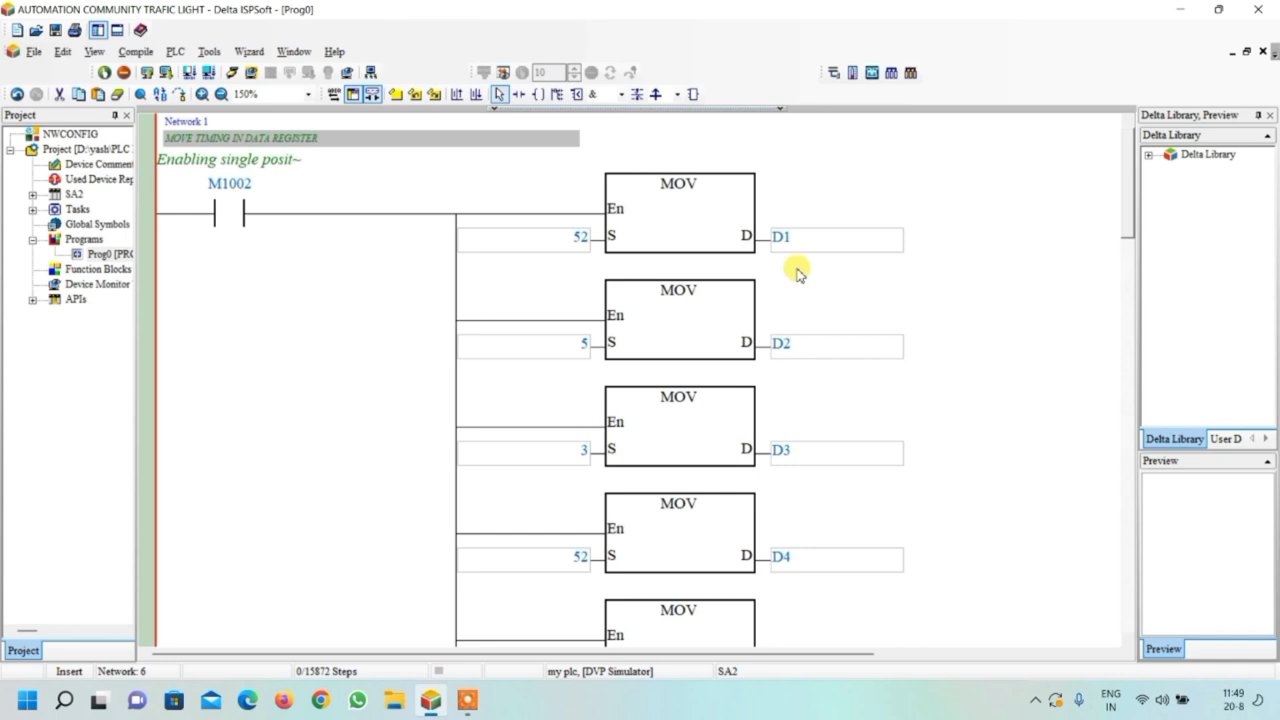 AUTOMATION COMMUNITY TRAFIC LIGHT - Delta ISPSoft - [Prog0]
File Edit View Compile PLC Tools Wizard Window Help
10
150%
&
Project
NWCONFIG
Project [D:\yash\PLC
Device Comment
Used Device Rep
SA2
Tasks
Global Symbols
Programs
Prog0 [PRG
Function Blocks
Device Monitor
APIs
Project
Network 1
MOVE TIMING IN DATA REGISTER
Enabling single posit~
M1002
MOV
En
52 S D D1
MOV
En
5 S D D2
MOV
En
3 S D D3
MOV
En
52 S D D4
MOV
En
Delta Library, Preview
Delta Library
Delta Library
Delta Library User D
Preview
Preview
Insert Network: 6 0/15872 Steps my plc, [DVP Simulator] SA2
ENG
IN
11:49
20-8